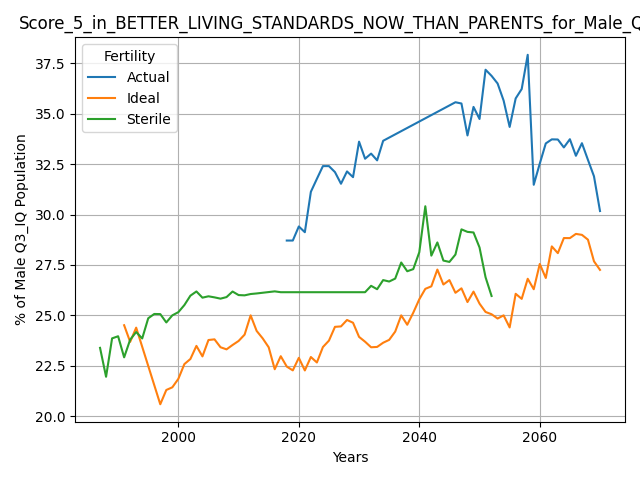 Score_5_in_BETTER_LIVING_STANDARDS_NOW_THAN_PARENTS_for_Male_Q
Fertility
Actual
Ideal
Sterile
% of Male Q3_IQ Population
37.5
35.0
32.5
30.0
27.5
25.0
22.5
20.0
2000 2020 2040 2060
Years